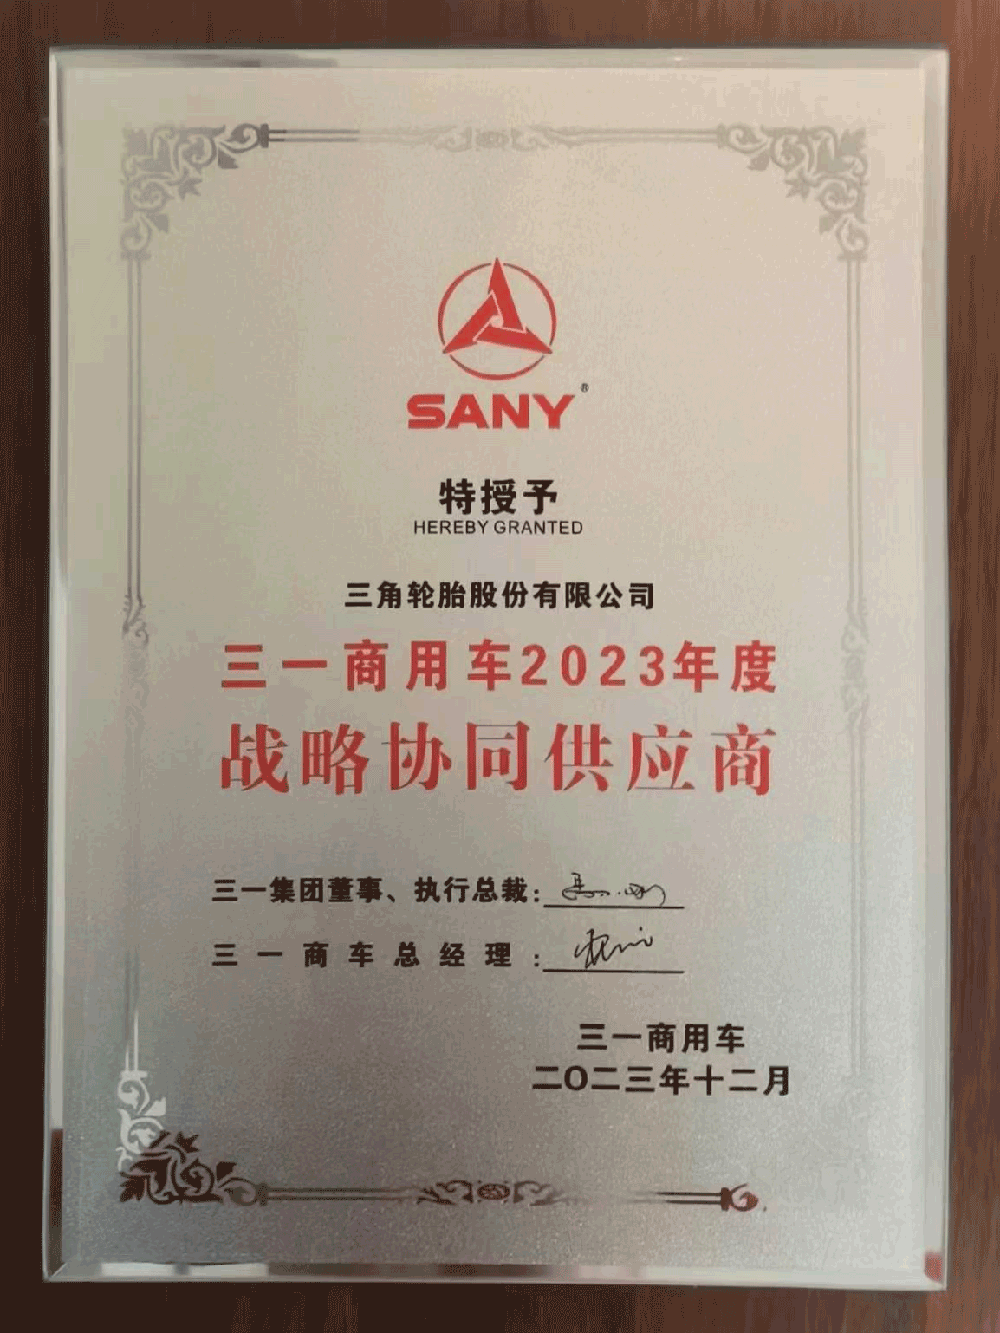 SANY®
特授予
HEREBY GRANTED
三角轮胎股份有限公司
三一商用车2023年度
战略协同供应商
三一集团董事、执行总裁:
三一商车总经理:
三一商用车
二〇二三年十二月